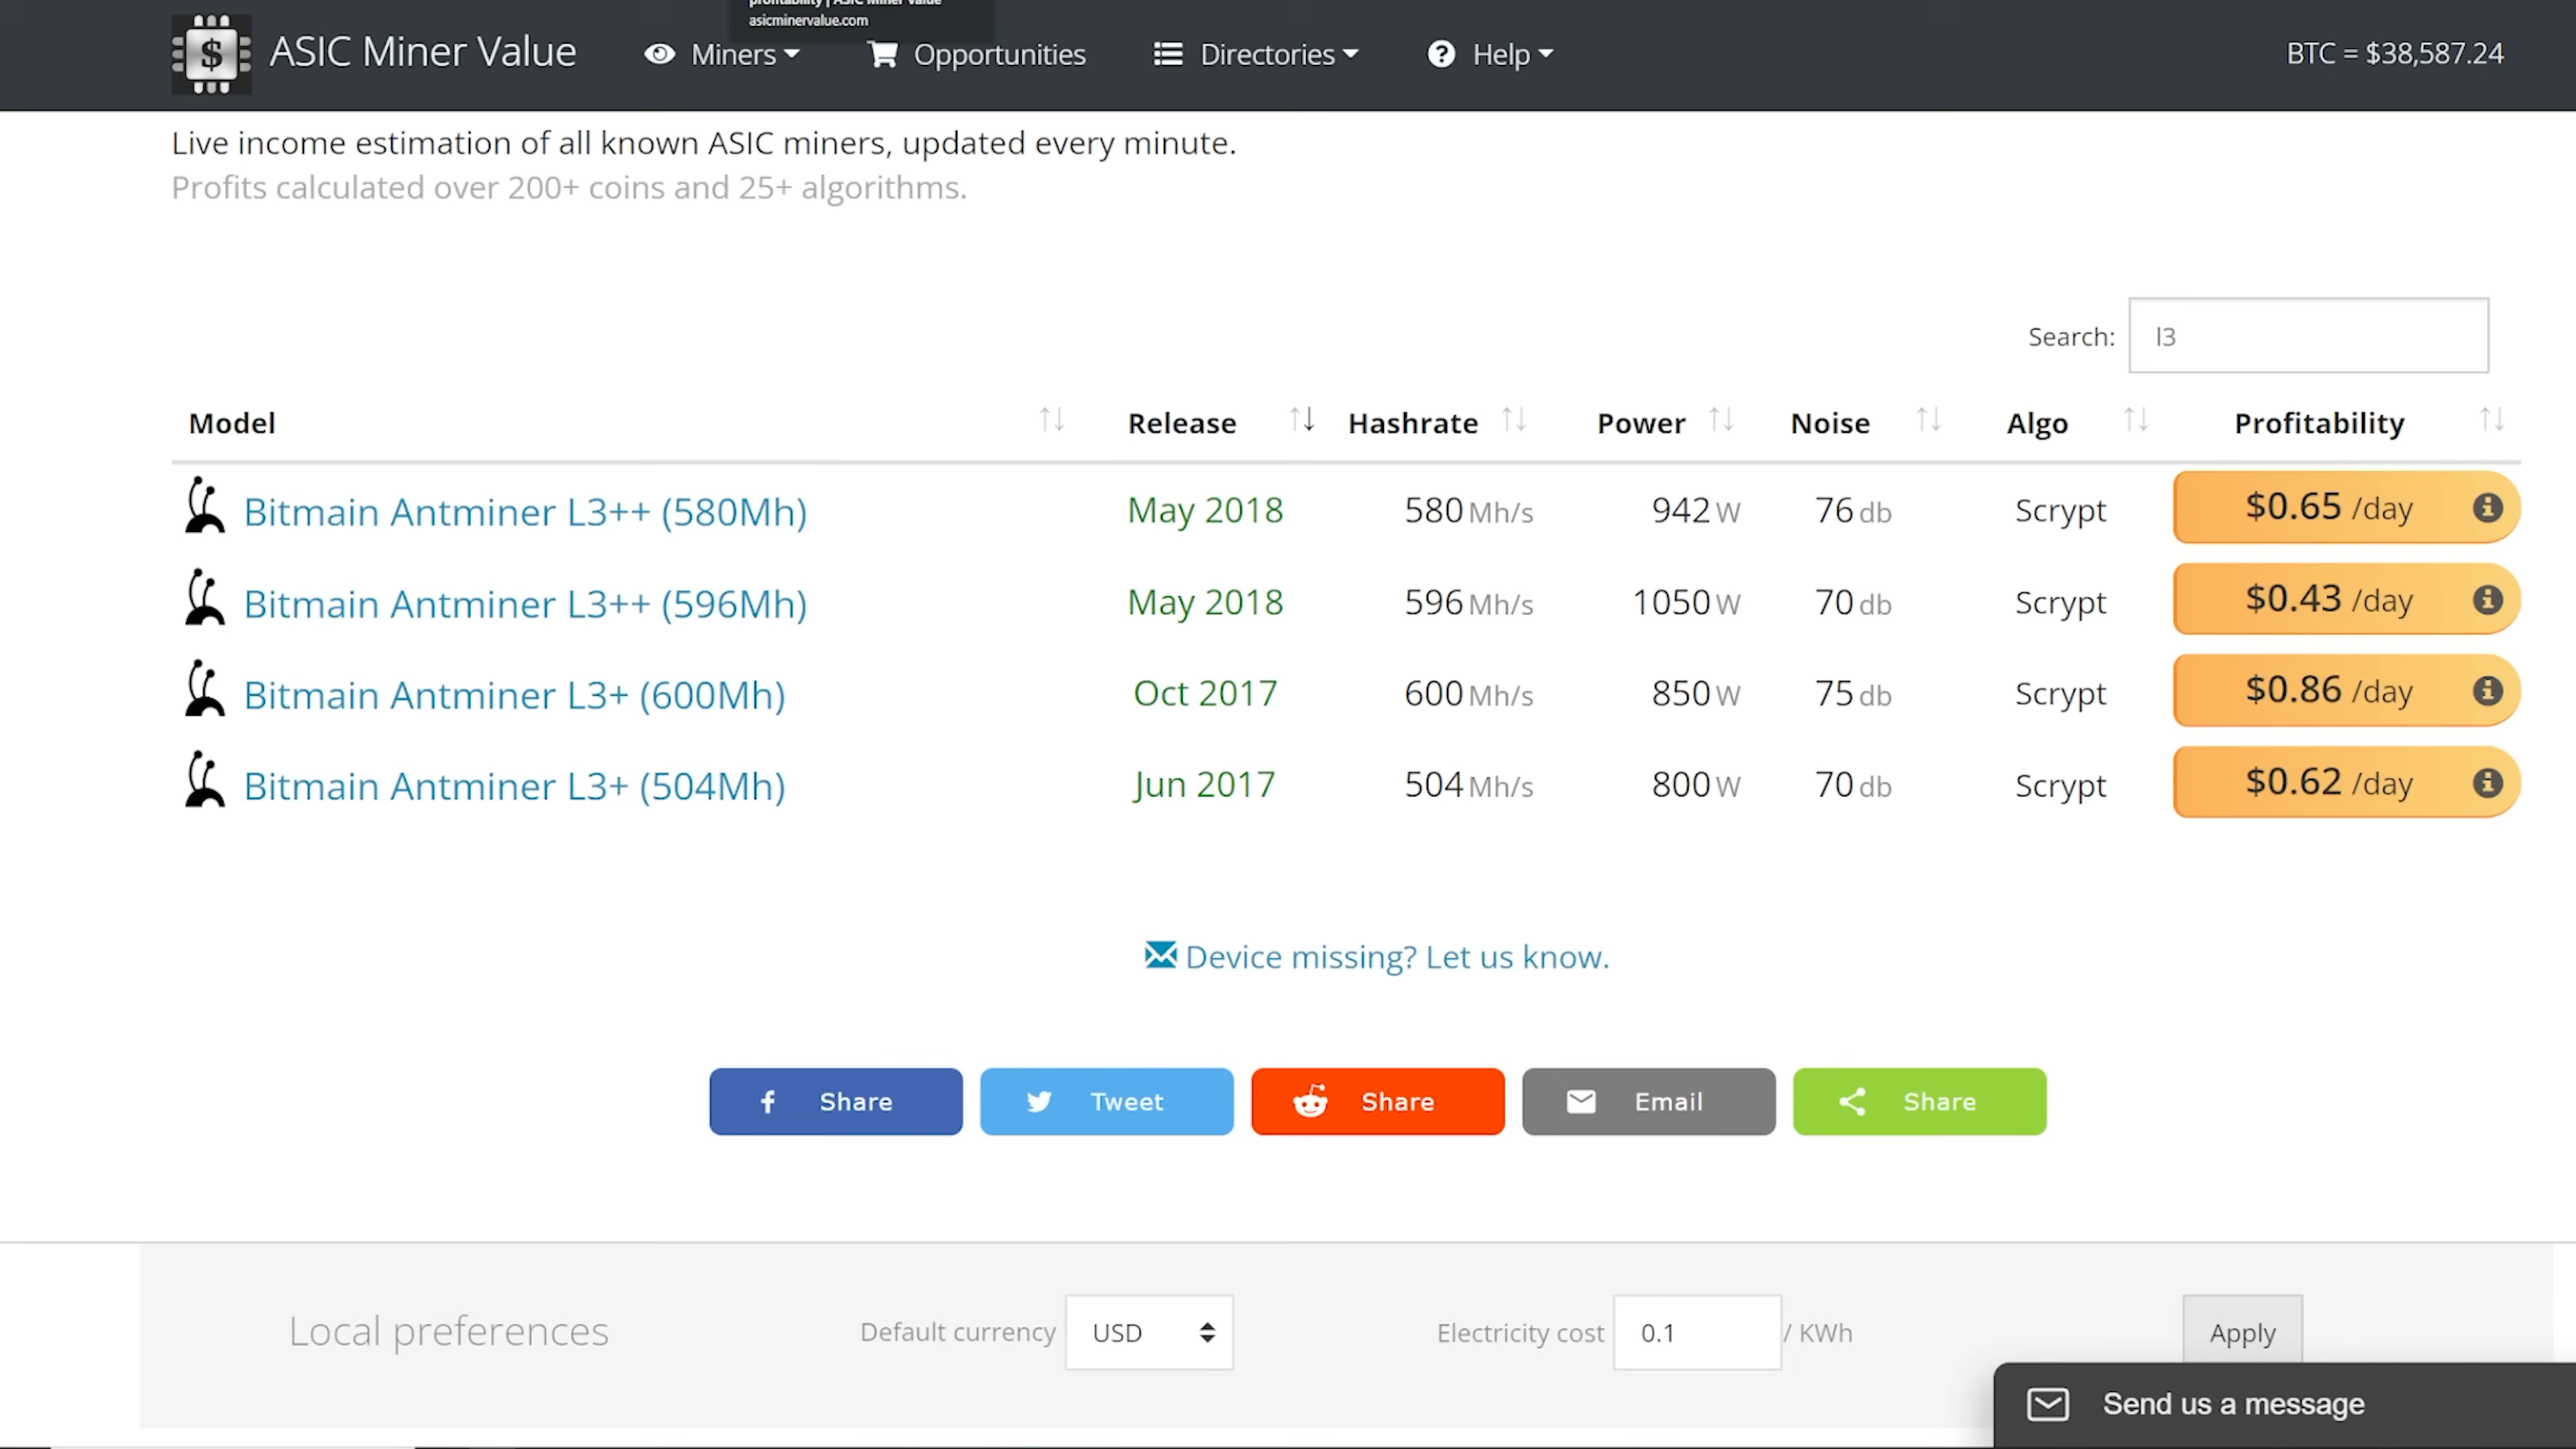 profitability | ASIC Miner Value
asicminervalue.com
ASIC Miner Value Miners Opportunities Directories Help BTC = $38,587.24
Live income estimation of all known ASIC miners, updated every minute.
Profits calculated over 200+ coins and 25+ algorithms.
Search: l3
Model Release Hashrate Power Noise Algo Profitability
Bitmain Antminer L3++ (580Mh) May 2018 580 Mh/s 942 W 76 db Scrypt $0.65 /day
Bitmain Antminer L3++ (596Mh) May 2018 596 Mh/s 1050 W 70 db Scrypt $0.43 /day
Bitmain Antminer L3+ (600Mh) Oct 2017 600 Mh/s 850 W 75 db Scrypt $0.86 /day
Bitmain Antminer L3+ (504Mh) Jun 2017 504 Mh/s 800 W 70 db Scrypt $0.62 /day
Device missing? Let us know.
Share Tweet Share Email Share
Local preferences Default currency USD Electricity cost 0.1 / KWh Apply
Send us a message